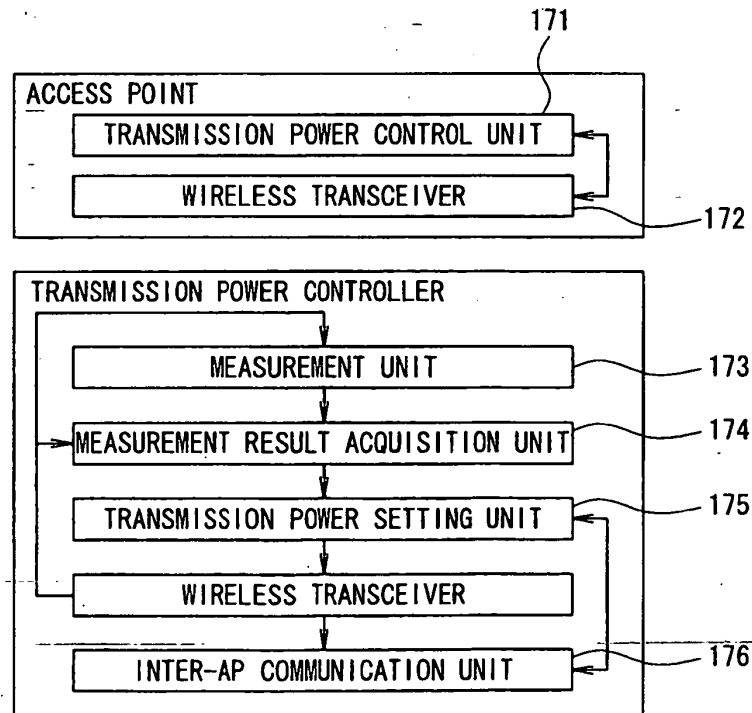 171
ACCESS POINT
TRANSMISSION POWER CONTROL UNIT
WIRELESS TRANSCEIVER
172
TRANSMISSION POWER CONTROLLER
MEASUREMENT UNIT
173
MEASUREMENT RESULT ACQUISITION UNIT
174
TRANSMISSION POWER SETTING UNIT
175
WIRELESS TRANSCEIVER
INTER-AP COMMUNICATION UNIT
176